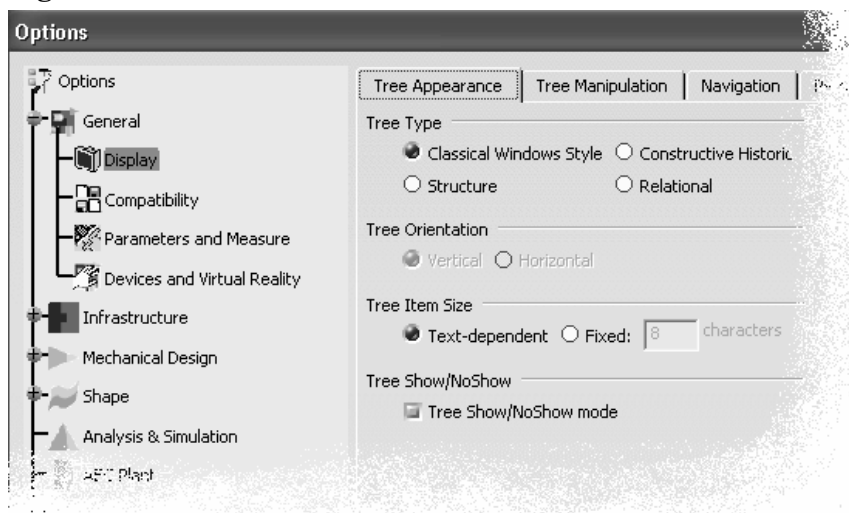 Options
Options
General
Display
Compatibility
Parameters and Measure
Devices and Virtual Reality
Infrastructure
Mechanical Design
Shape
Analysis & Simulation
Plant
Tree Appearance Tree Manipulation Navigation
Tree Type
Classical Windows Style Constructive
Structure Relational
Tree Orientation
Vertical Horizontal
Tree Item Size
Text-dependent Fixed: 8 characters
Tree Show/NoShow
Tree Show/NoShow mode